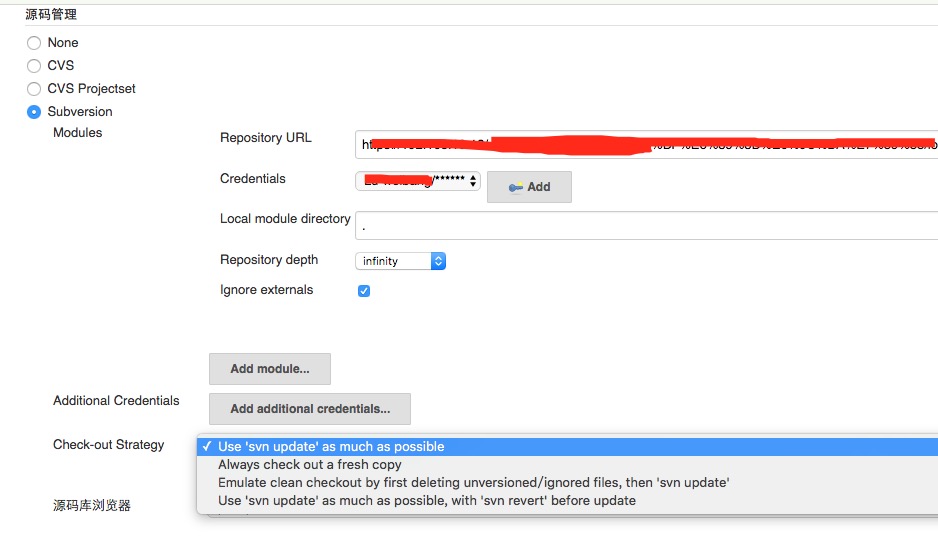 源码管理
None
CVS
CVS Projectset
Subversion
Modules
Repository URL
Credentials
/******
Add
Local module directory
.
Repository depth
infinity
Ignore externals
Add module...
Additional Credentials
Add additional credentials...
Check-out Strategy
Use 'svn update' as much as possible
Always check out a fresh copy
Emulate clean checkout by first deleting unversioned/ignored files, then 'svn update'
Use 'svn update' as much as possible, with 'svn revert' before update
源码库浏览器